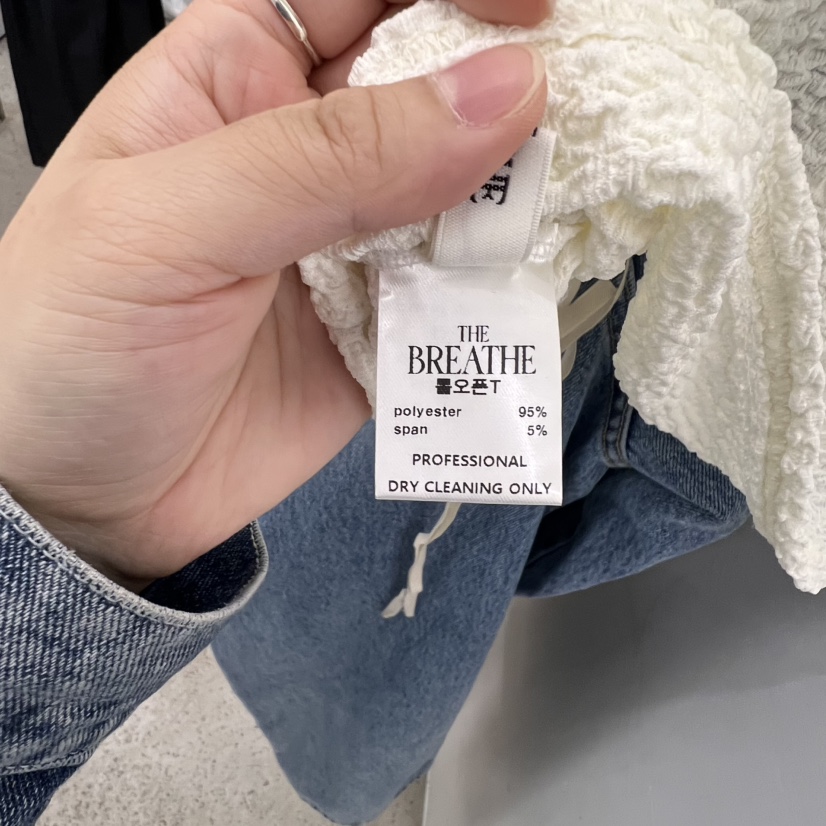 THE
BREATHE
롤오픈T
polyester 95%
span 5%
PROFESSIONAL
DRY CLEANING ONLY